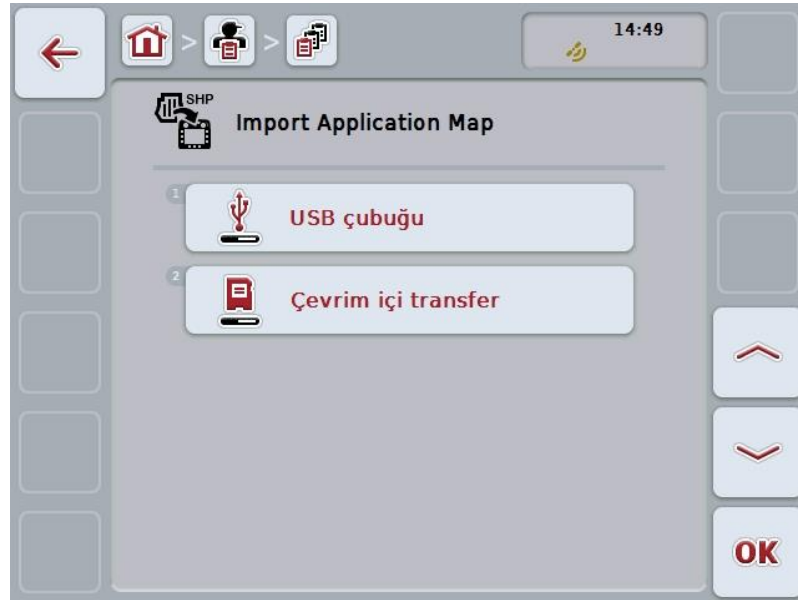 14:49
SHP
Import Application Map
1
USB çubuğu
2
Çevrim içi transfer
OK